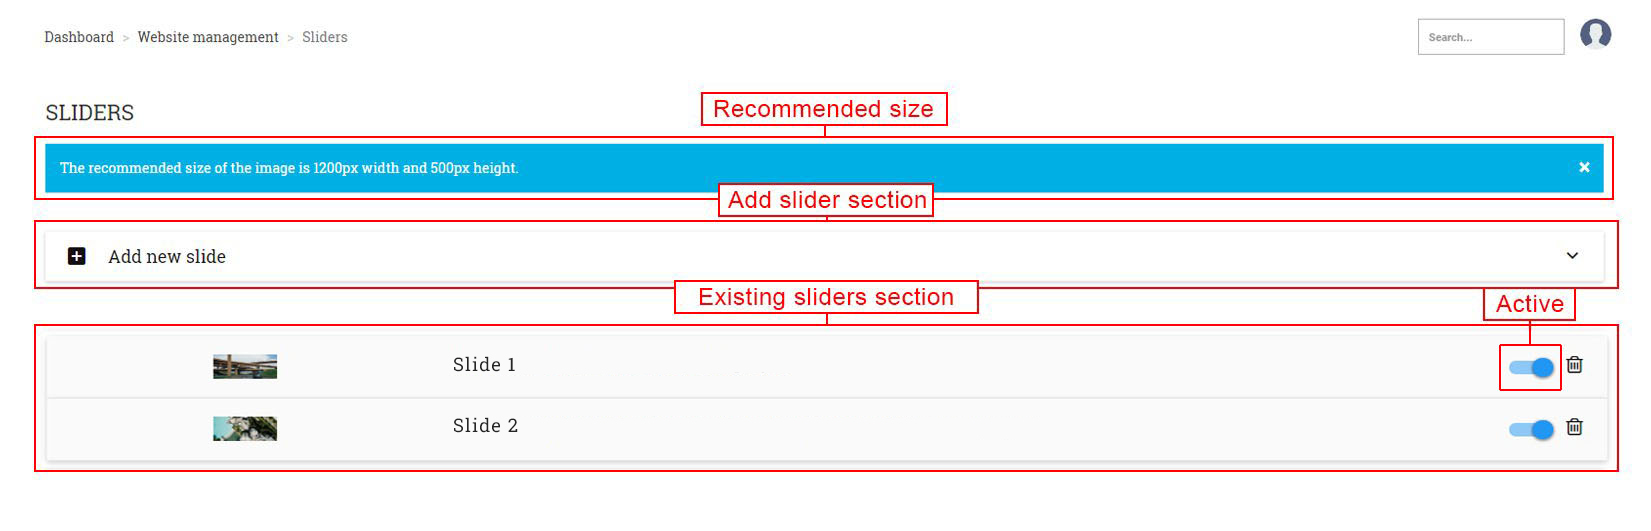 Dashboard > Website management > Sliders
Search...
SLIDERS
Recommended size
The recommended size of the image is 1200px width and 500px height.
Add slider section
Add new slide
Existing sliders section
Active
Slide 1
Slide 2